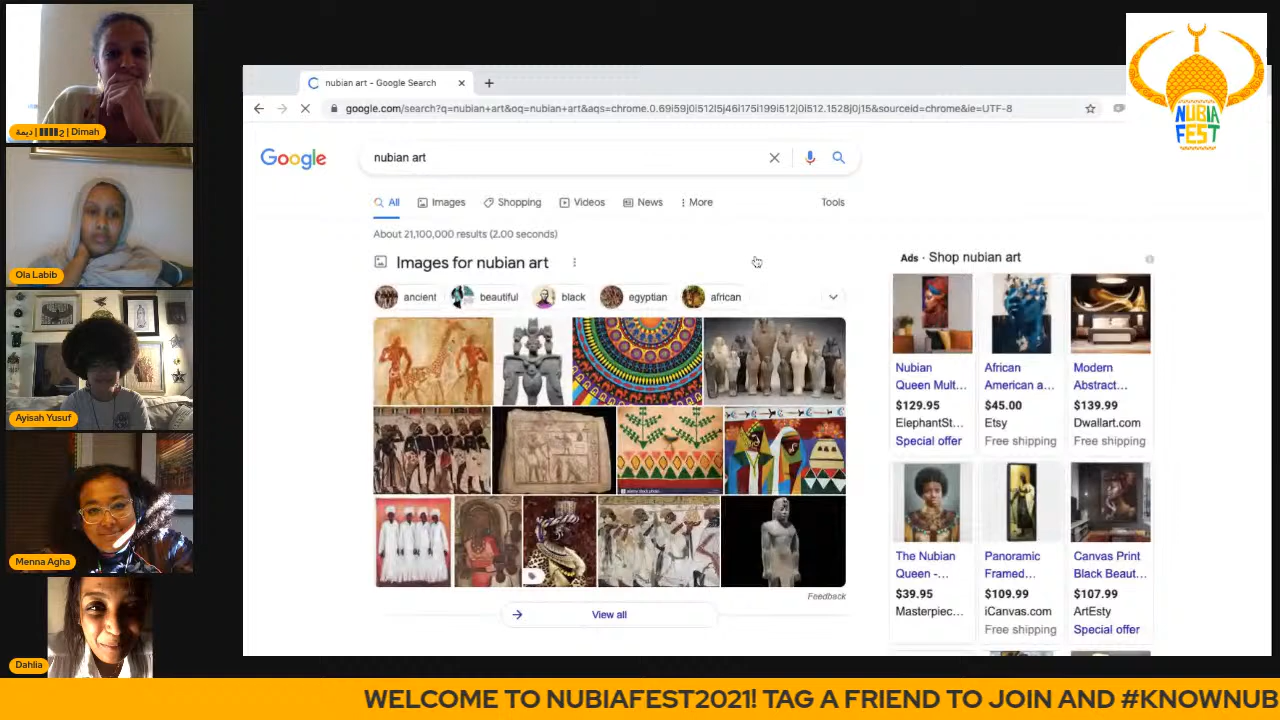 ديمة | ▮▮▮▮2 | Dimah
Ola Labib
Ayisah Yusuf
Menna Agha
Dahlia
nubian art - Google Search
google.com/search?q=nubian+art&oq=nubian+art&aqs=chrome.0.69i59j0i512l5j46i175i199i512j0i512.1528j0j15&sourceid=chrome&ie=UTF-8
NUBIA
FEST
Google
nubian art
All Images Shopping Videos News More Tools
About 21,100,000 results (2.00 seconds)
Images for nubian art
ancient beautiful black egyptian african
Feedback
View all
Ads · Shop nubian art
Nubian
Queen Mult...
$129.95
ElephantSt...
Special offer
African
American a...
$45.00
Etsy
Free shipping
Modern
Abstract...
$139.99
Dwallart.com
Free shipping
The Nubian
Queen -...
$39.95
Masterpiec...
Panoramic
Framed...
$109.99
iCanvas.com
Free shipping
Canvas Print
Black Beaut...
$107.99
ArtEsty
Special offer
WELCOME TO NUBIAFEST2021! TAG A FRIEND TO JOIN AND #KNOWNUB